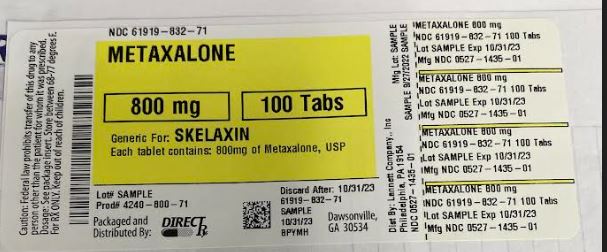 Caution: Federal law prohibits transfer of this drug to any
person other than the patient for whom it was prescribed.
Usage: See package insert. Store between 68-77 degrees F.
For RX ONLY. Keep out of reach of children.
NDC 61919-832-71
METAXALONE
800 mg
100 Tabs
Generic For: SKELAXIN
Each tablet contains: 800mg of Metaxalone, USP
Lot# SAMPLE
Prod# 4240-800-71
Packaged and
Distributed By:
DIRECT Rx
Discard After: 10/31/23
61919-832-71
SAMPLE
10/31/23
BPYMH
Dawsonville,
GA 30534
Mfg Lot: SAMPLE
SAMPLE 9/27/2022 SAMPLE
Dist By: Lannett Company., Inc
Philadelphia, PA 19154
NDC 0527-1435-01
METAXALONE 800 mg
NDC 61919-832-71 100 Tabs
Lot SAMPLE Exp 10/31/23
Mfg NDC 0527-1435-01
METAXALONE 800 mg
NDC 61919-832-71 100 Tabs
Lot SAMPLE Exp 10/31/23
Mfg NDC 0527-1435-01
METAXALONE 800 mg
NDC 61919-832-71 100 Tabs
Lot SAMPLE Exp 10/31/23
Mfg NDC 0527-1435-01
METAXALONE 800 mg
NDC 61919-832-71 100 Tabs
Lot SAMPLE Exp 10/31/23
Mfg NDC 0527-1435-01